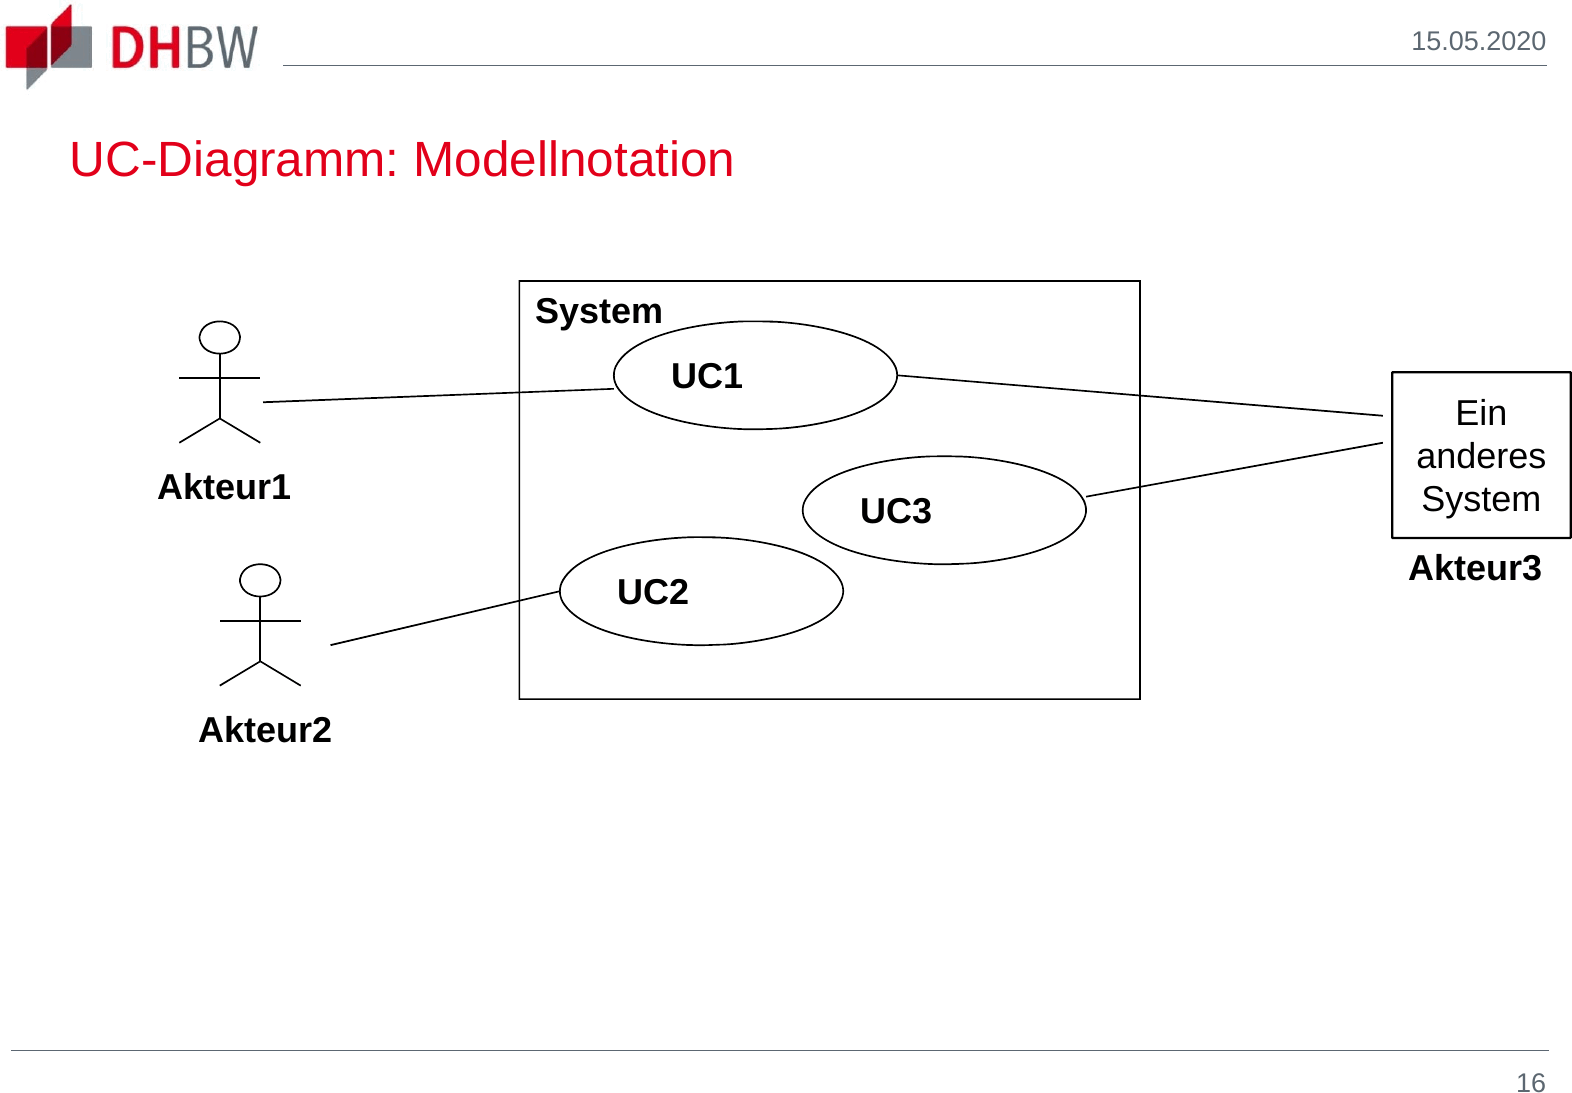 DHBW
15.05.2020
UC-Diagramm: Modellnotation
System
UC1
Ein
anderes
System
Akteur1
UC3
Akteur3
UC2
Akteur2
16